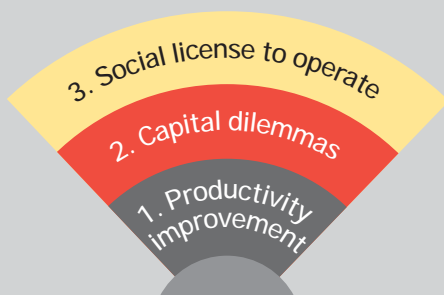 3. Social license to operate
2. Capital dilemmas
1. Productivity
improvement